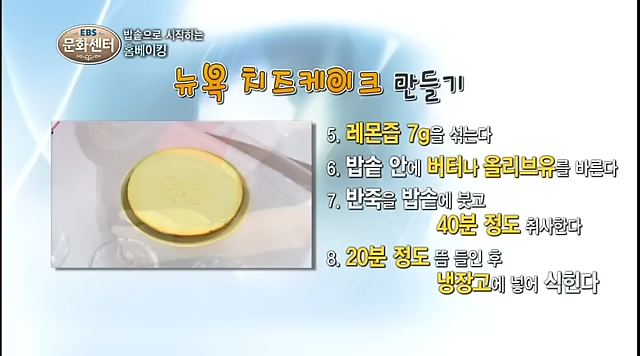 EBS
문화센터
밥솥으로 시작하는
홈베이킹
뉴욕 치즈케이크 만들기
5. 레몬즙 7g을 섞는다
6. 밥솥 안에 버터나 올리브유를 바른다
7. 반죽을 밥솥에 붓고
40분 정도 취사한다
8. 20분 정도 뜸 들인 후
냉장고에 넣어 식힌다